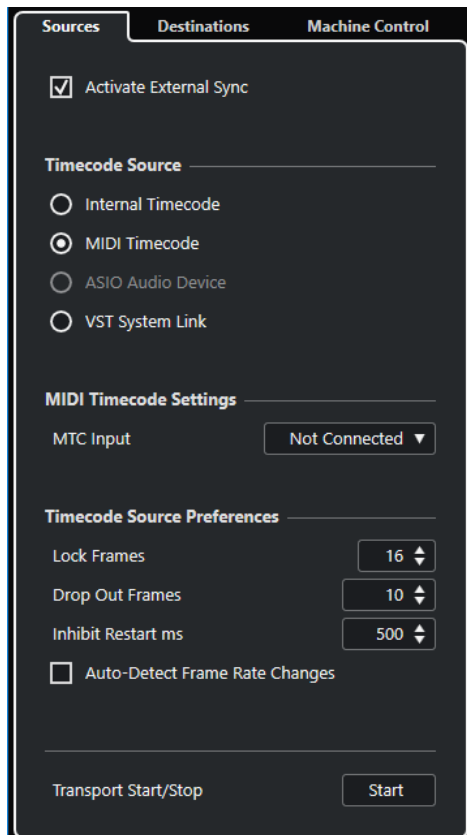 Sources Destinations Machine Control
Activate External Sync
Timecode Source
Internal Timecode
MIDI Timecode
ASIO Audio Device
VST System Link
MIDI Timecode Settings
MTC Input Not Connected
Timecode Source Preferences
Lock Frames 16
Drop Out Frames 10
Inhibit Restart ms 500
Auto-Detect Frame Rate Changes
Transport Start/Stop Start